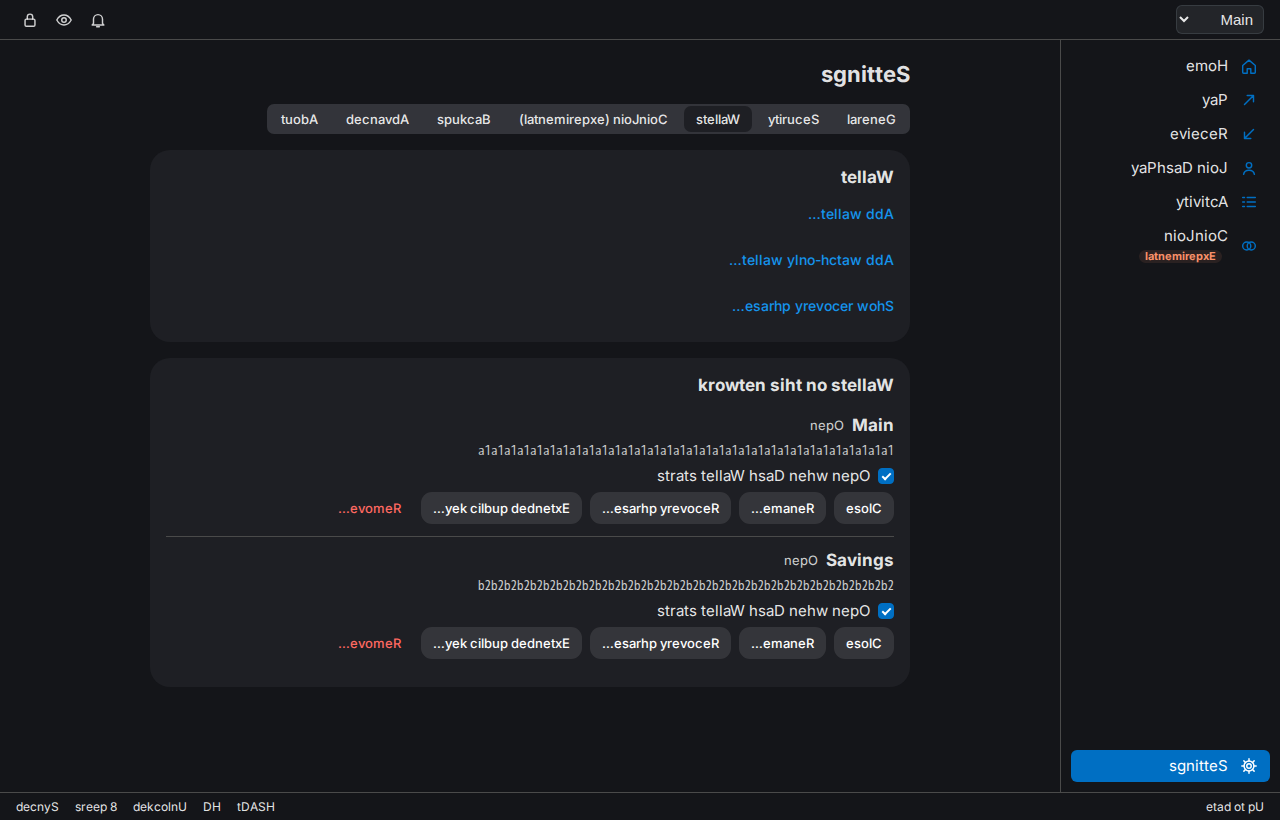 Main
emoH
yaP
evieceR
yaPhsaD nioJ
ytivitcA
nioJnioC
latnemirepxE
sgnitteS
sgnitteS
lareneG
ytiruceS
stellaW
(latnemirepxe) nioJnioC
spukcaB
decnavdA
tuobA
tellaW
...tellaw ddA
...tellaw ylno-hctaw ddA
...esarhp yrevocer wohS
krowten siht no stellaW
Main nepO
a1a1a1a1a1a1a1a1a1a1a1a1a1a1a1a1a1a1a1a1a1a1a1a1a1a1a1a1a1a1a1a1
strats tellaW hsaD nehw nepO
esolC
...emaneR
...esarhp yrevoceR
...yek cilbup dednetxE
...evomeR
Savings nepO
b2b2b2b2b2b2b2b2b2b2b2b2b2b2b2b2b2b2b2b2b2b2b2b2b2b2b2b2b2b2b2b2
strats tellaW hsaD nehw nepO
esolC
...emaneR
...esarhp yrevoceR
...yek cilbup dednetxE
...evomeR
etad ot pU
tDASH
DH
dekcolnU
sreep 8
decnyS